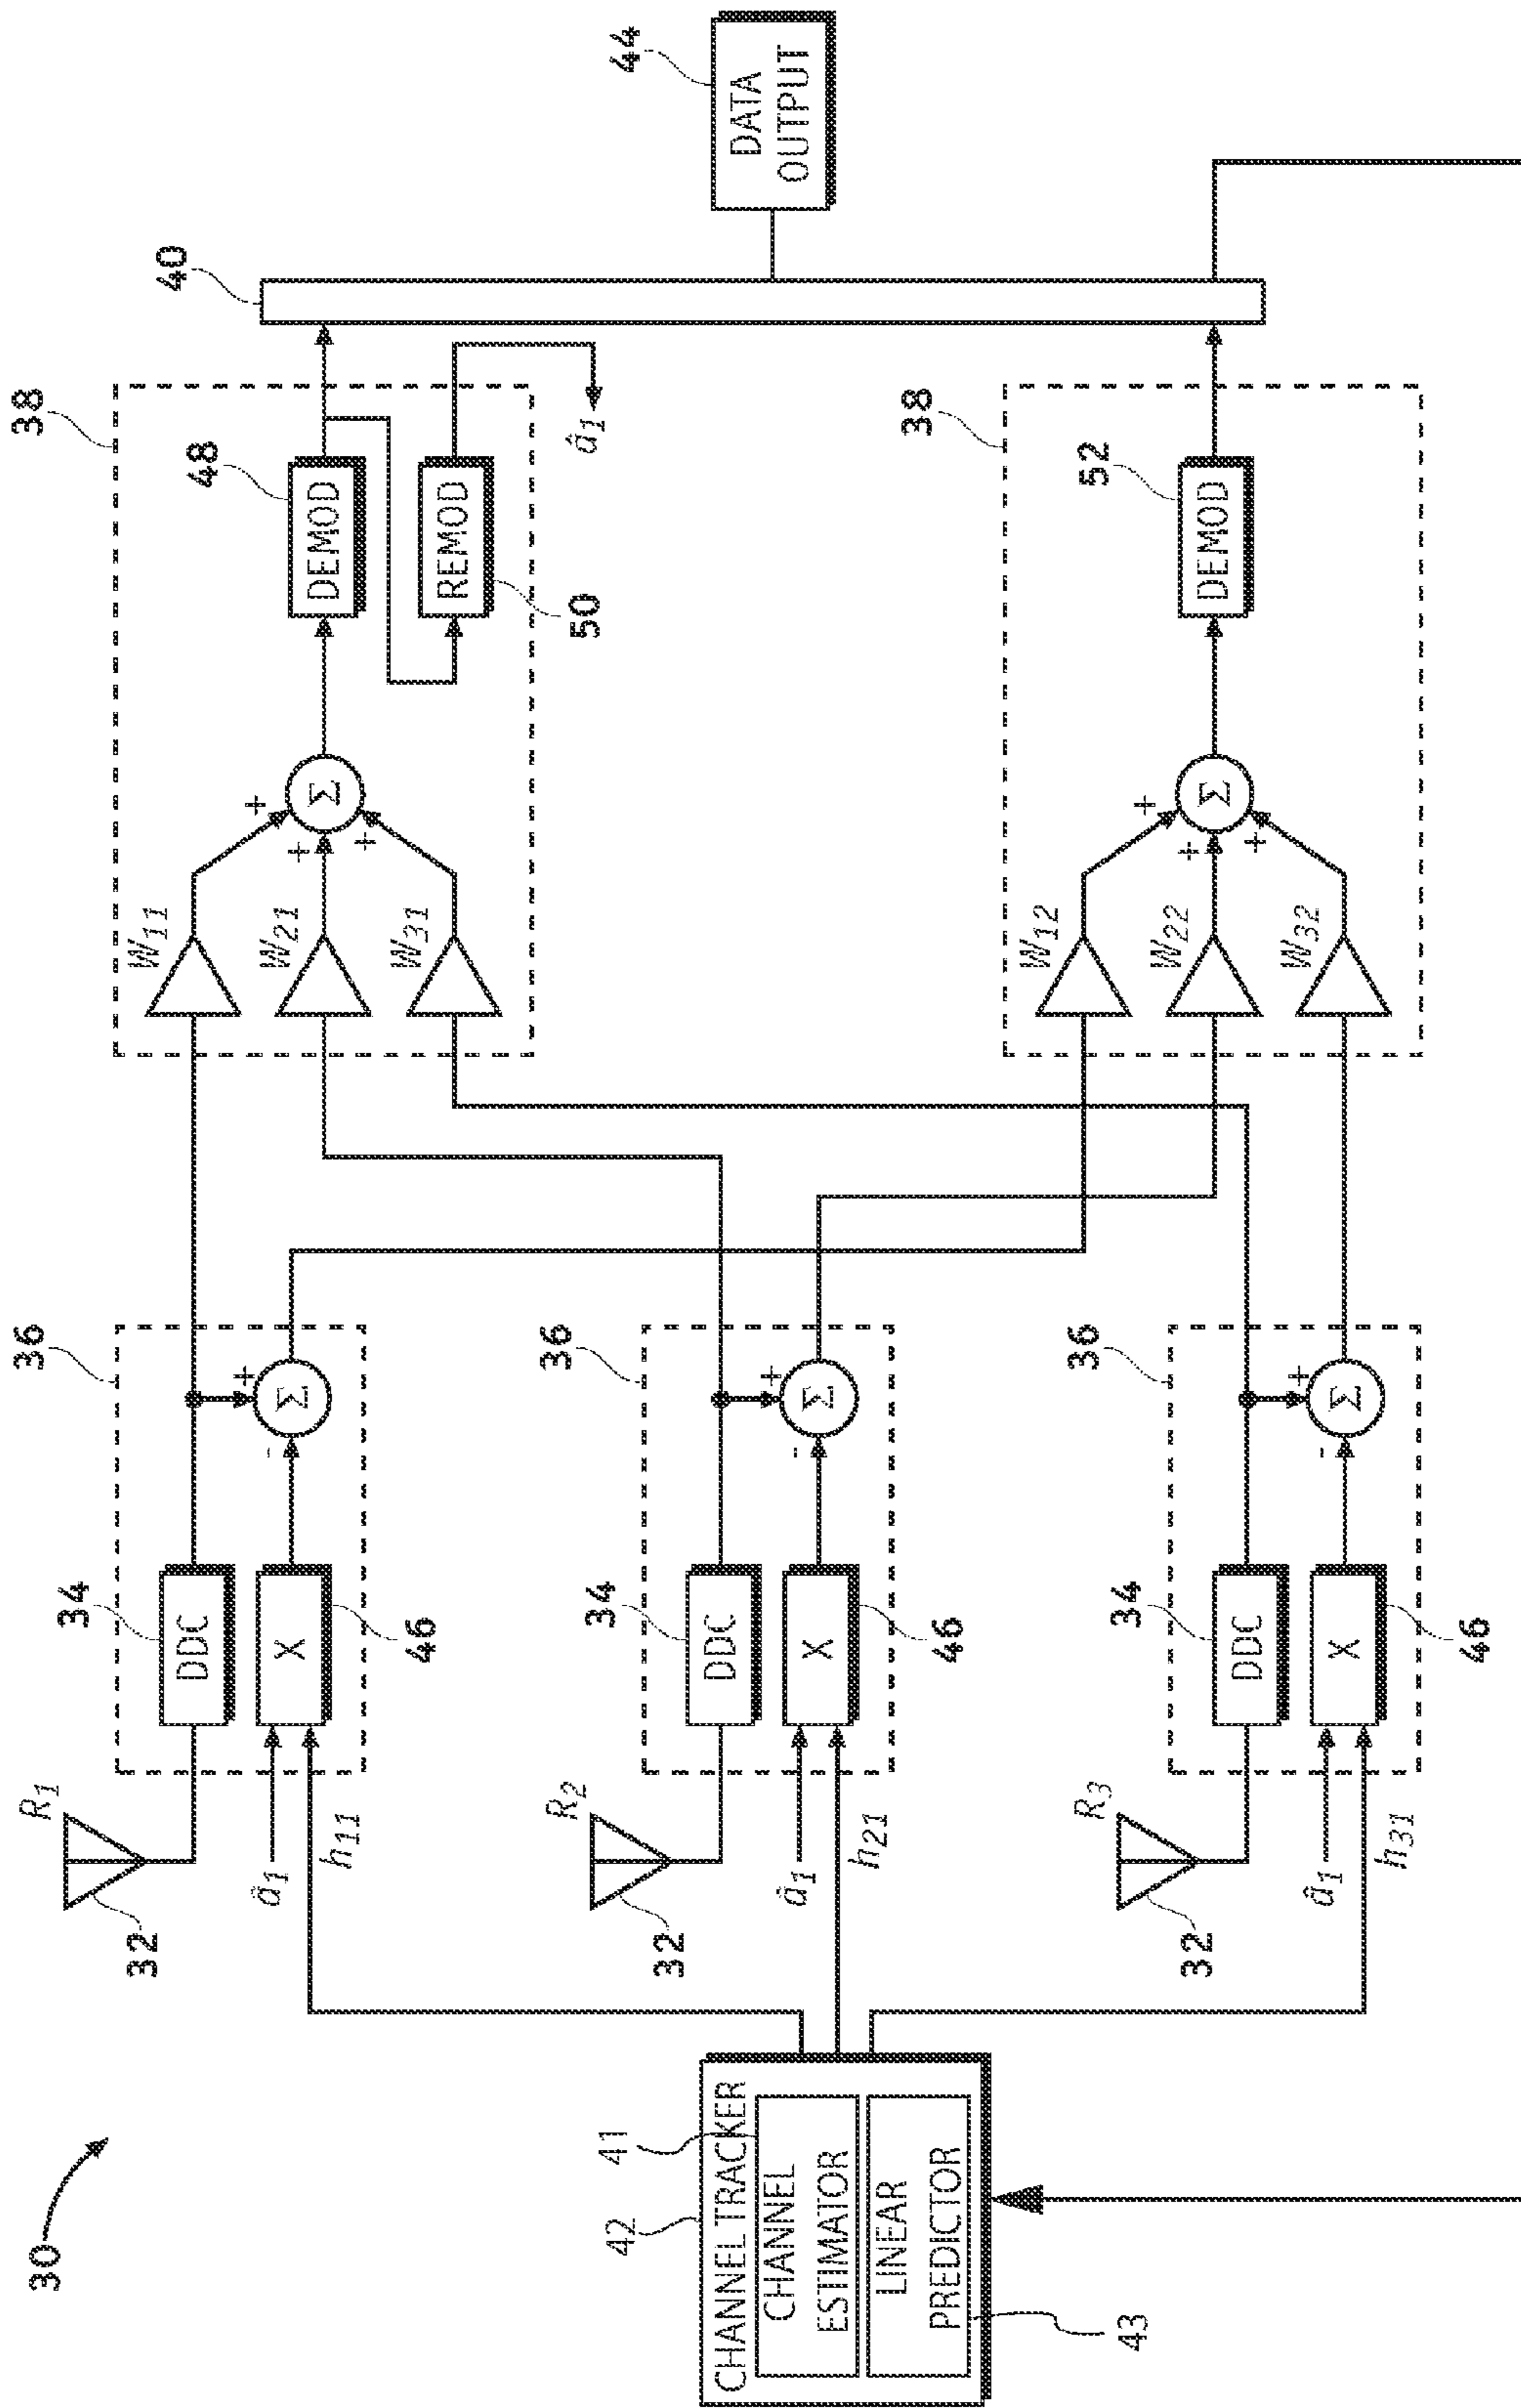 30
42
CHANNEL TRACKER
41
CHANNEL
ESTIMATOR
LINEAR
PREDICTOR
43
R1
32
â1
h11
34
DDC
X
46
36
+
-
Σ
R2
32
â1
h21
34
DDC
X
46
36
+
-
Σ
R3
32
â1
h31
34
DDC
X
46
36
+
-
Σ
38
W11
W21
W31
+
+
+
Σ
48
DEMOD
REMOD
50
â1
38
W12
W22
W32
+
+
+
Σ
52
DEMOD
40
44
DATA
OUTPUT